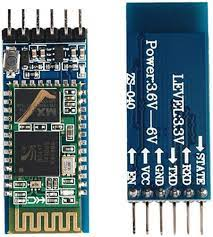 ZS-040
Power:3.6V---6V
LEVEL:3.3V
STATE
RXD
TXD
GND
VCC
EN